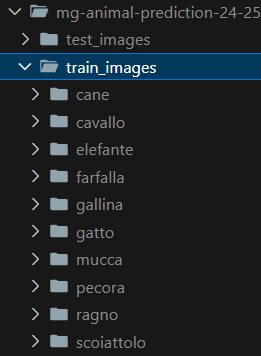 mg-animal-prediction-24-25
test_images
train_images
cane
cavallo
elefante
farfalla
gallina
gatto
mucca
pecora
ragno
scoiattolo